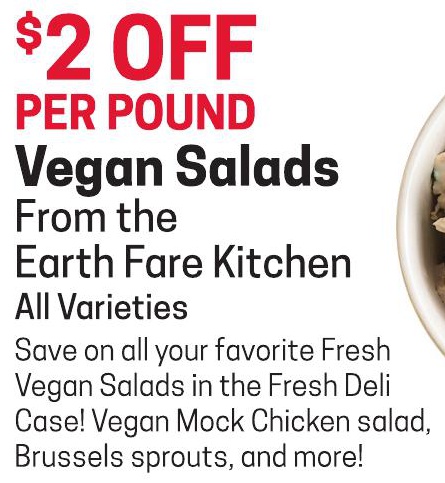 $2 OFF
PER POUND
Vegan Salads
From the
Earth Fare Kitchen
All Varieties
Save on all your favorite Fresh
Vegan Salads in the Fresh Deli
Case! Vegan Mock Chicken salad,
Brussels sprouts, and more!